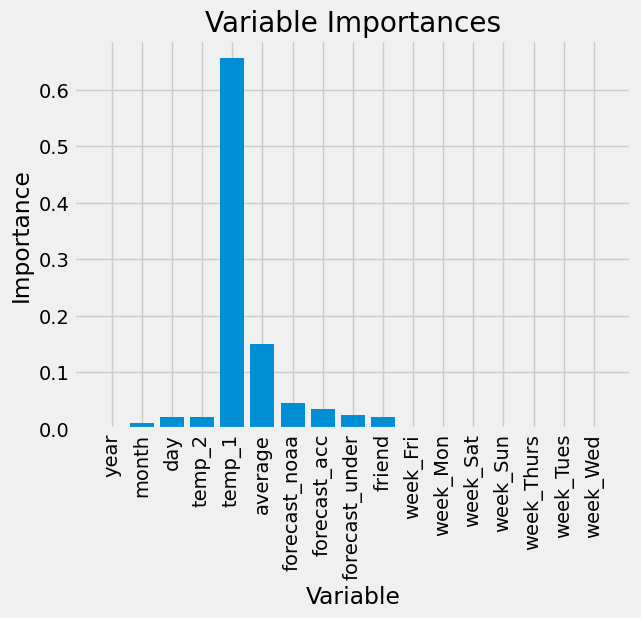 Variable Importances
Importance
0.6
0.5
0.4
0.3
0.2
0.1
0.0
year
month
day
temp_2
temp_1
average
forecast_noaa
forecast_acc
forecast_under
friend
week_Fri
week_Mon
week_Sat
week_Sun
week_Thurs
week_Tues
week_Wed
Variable